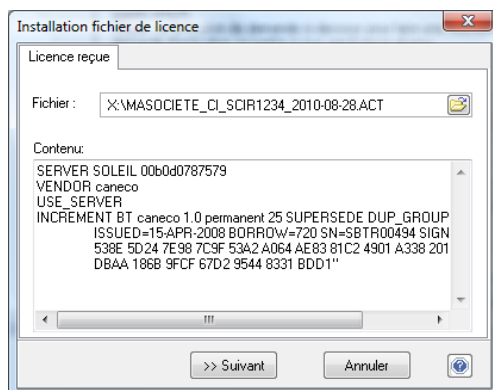 Installation fichier de licence
Licence reçue
Fichier : X:\MASOCIETE_CI_SCIR1234_2010-08-28.ACT
Contenu:
SERVER SOLEIL 00b0d0787579
VENDOR caneco
USE_SERVER
INCREMENT BT caneco 1.0 permanent 25 SUPERSEDE DUP_GROUP
ISSUED=15-APR-2008 BORROW=720 SN=SBTR00494 SIGN
538E 5D24 7E98 7C9F 53A2 A064 AE83 81C2 4901 A338 201
DBAA 186B 9FCF 67D2 9544 8331 BDD1"
>> Suivant Annuler